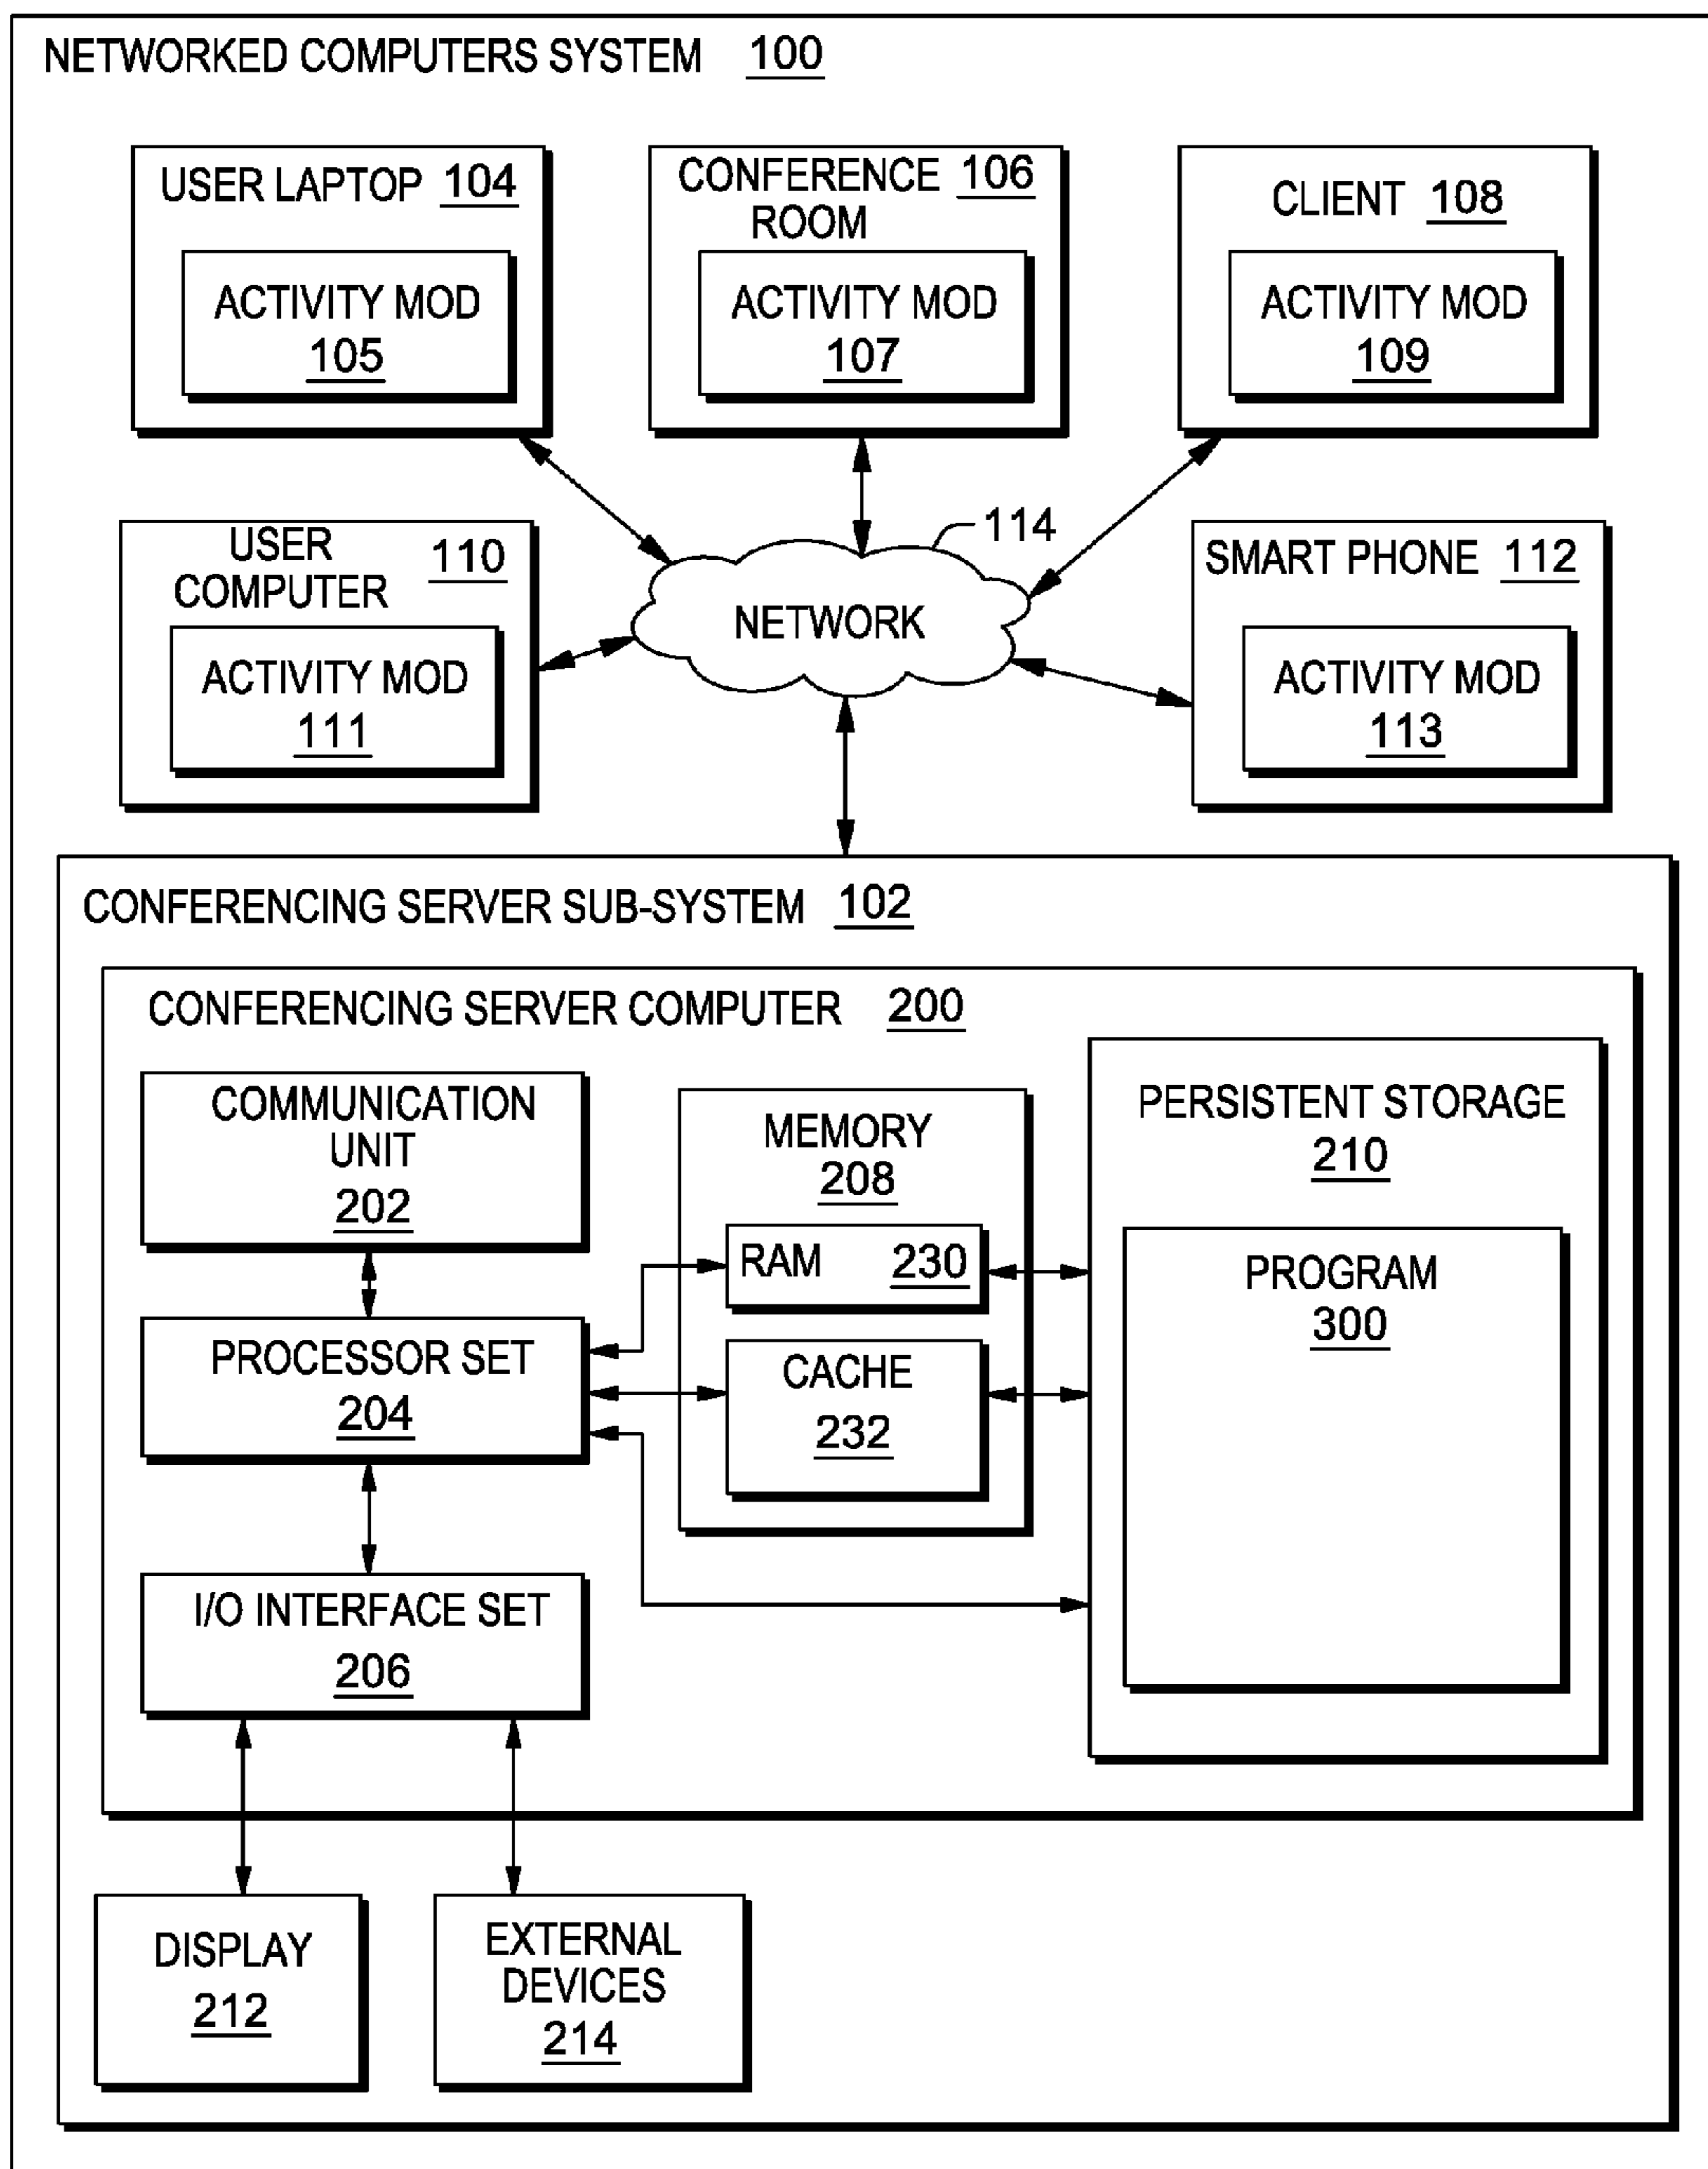 NETWORKED COMPUTERS SYSTEM 100
USER LAPTOP 104
ACTIVITY MOD
105
CONFERENCE 106
ROOM
ACTIVITY MOD
107
CLIENT 108
ACTIVITY MOD
109
USER 110
COMPUTER
ACTIVITY MOD
111
114
NETWORK
SMART PHONE 112
ACTIVITY MOD
113
CONFERENCING SERVER SUB-SYSTEM 102
CONFERENCING SERVER COMPUTER 200
COMMUNICATION
UNIT
202
PROCESSOR SET
204
I/O INTERFACE SET
206
MEMORY
208
RAM 230
CACHE
232
PERSISTENT STORAGE
210
PROGRAM
300
DISPLAY
212
EXTERNAL
DEVICES
214